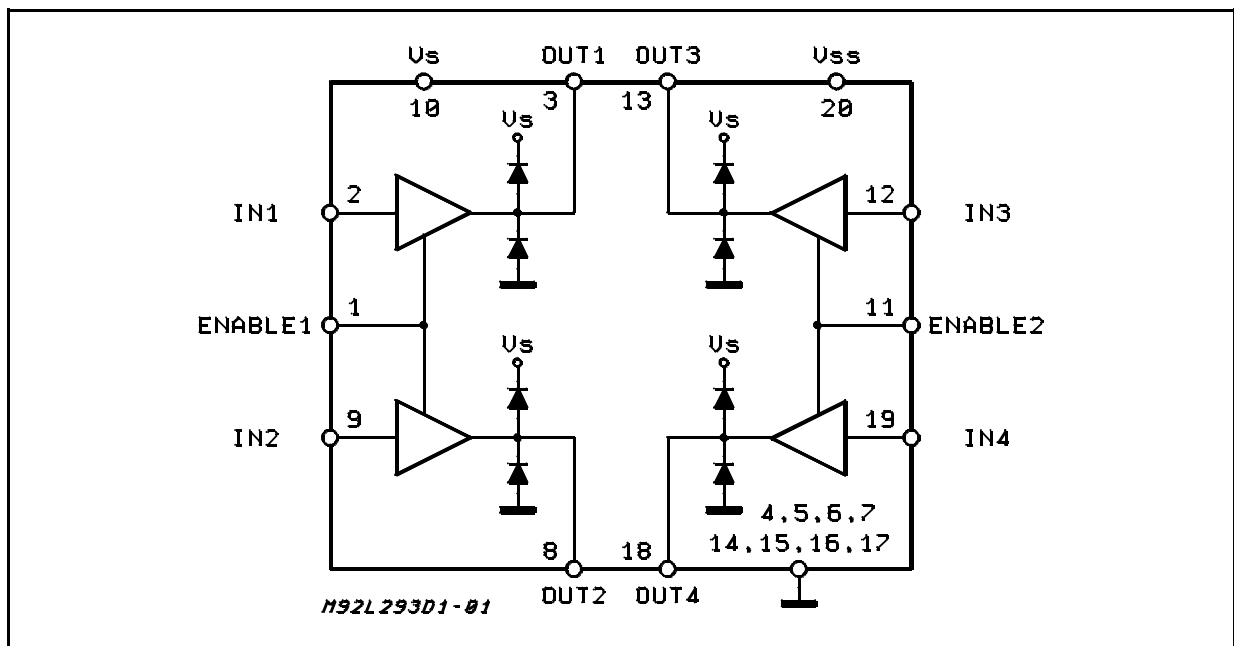 Vs OUT1 OUT3 Vss
10 3 13 20
Vs Vs
IN1 2 12 IN3
ENABLE1 1 11 ENABLE2
Vs Vs
IN2 9 19 IN4
4,5,6,7
8 18 14,15,16,17
OUT2 OUT4
M92L293D1-01